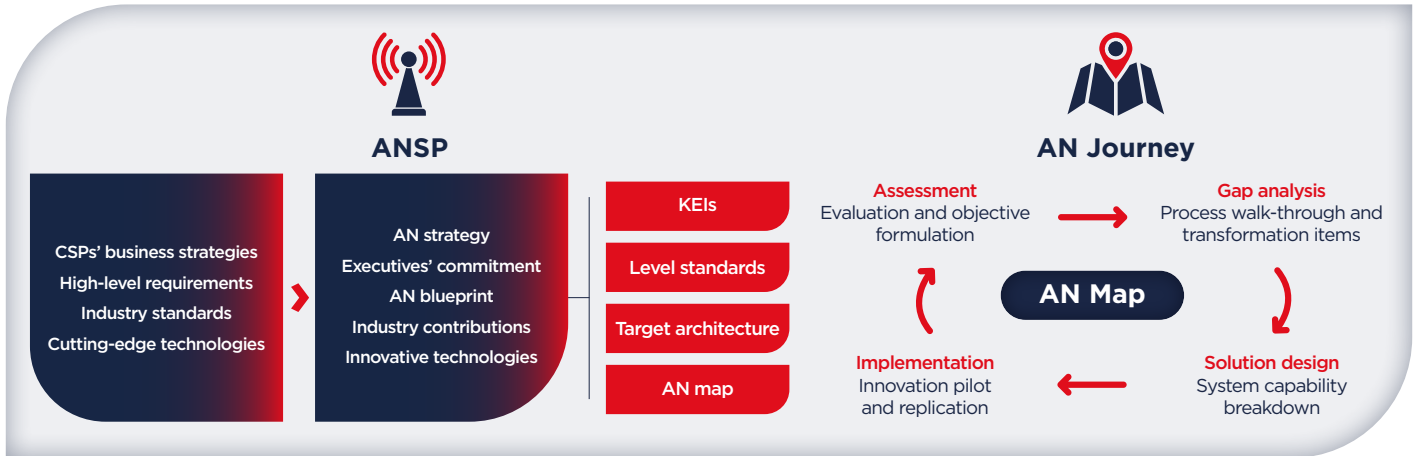 ANSP
CSPs' business strategies
High-level requirements
Industry standards
Cutting-edge technologies
AN strategy
Executives' commitment
AN blueprint
Industry contributions
Innovative technologies
KEIs
Level standards
Target architecture
AN map
AN Journey
Assessment
Evaluation and objective
formulation
Gap analysis
Process walk-through and
transformation items
AN Map
Implementation
Innovation pilot
and replication
Solution design
System capability
breakdown